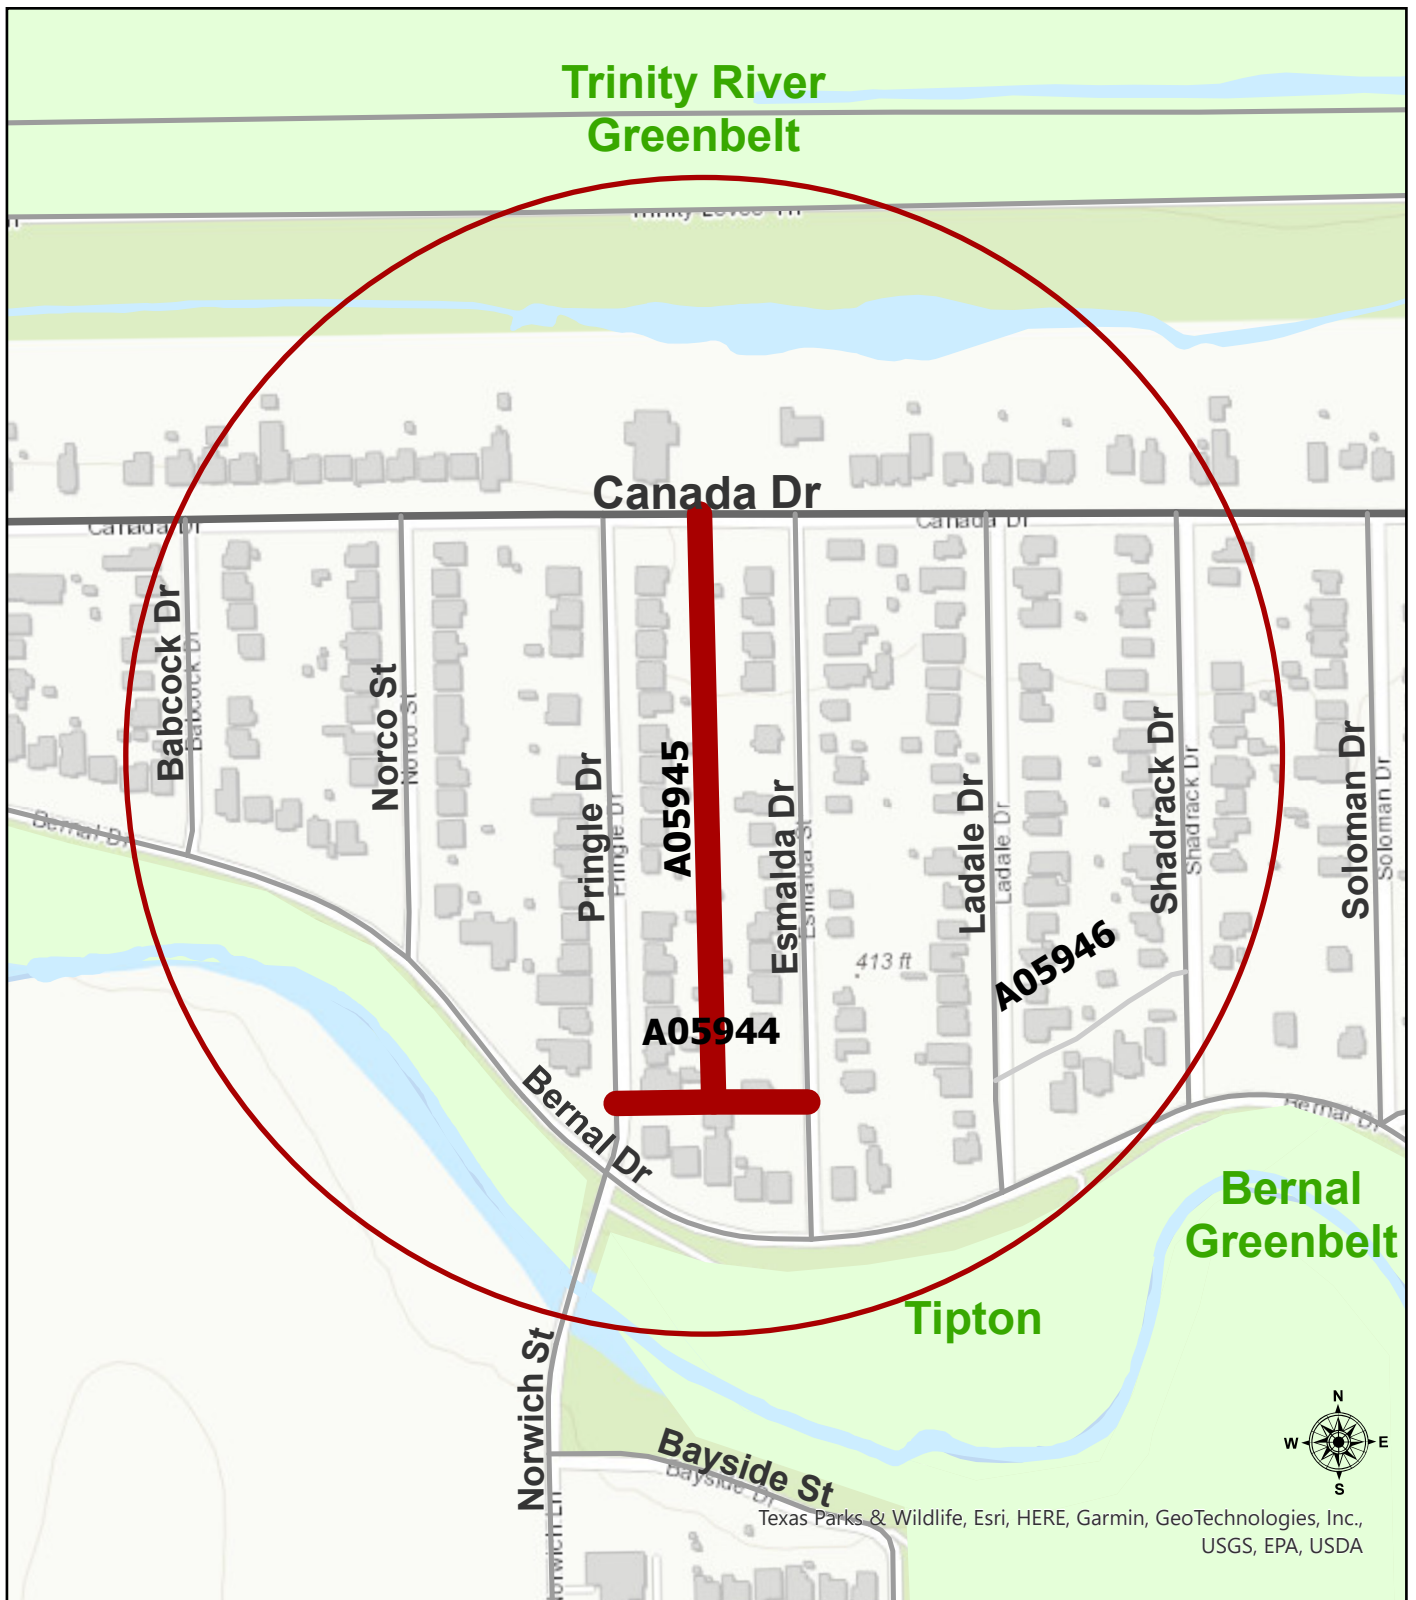 Trinity River
Greenbelt
Canada Dr
Canada Dr
Canada Dr
Babcock Dr
Babcock Dr
Norco St
Norco St
Pringle Dr
Pringle Dr
A05945
Esmalda Dr
Esmalda St
Ladale Dr
Ladale Dr
Shadrack Dr
Shadrack Dr
Soloman Dr
Soloman Dr
Bernal Dr
A05946
413 ft
A05944
Bernal Dr
Bernal Dr
Bernal
Greenbelt
Tipton
Norwich St
Bayside St
Bayside Dr
N
W
E
S
Texas Parks & Wildlife, Esri, HERE, Garmin, GeoTechnologies, Inc.,
USGS, EPA, USDA